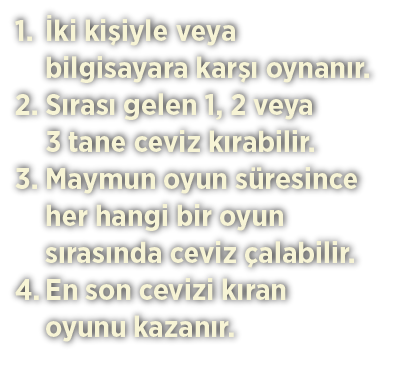 1. İki kişiyle veya
bilgisayara karşı oynanır.
2. Sırası gelen 1, 2 veya
3 tane ceviz kırabilir.
3. Maymun oyun süresince
her hangi bir oyun
sırasında ceviz çalabilir.
4. En son cevizi kıran
oyunu kazanır.